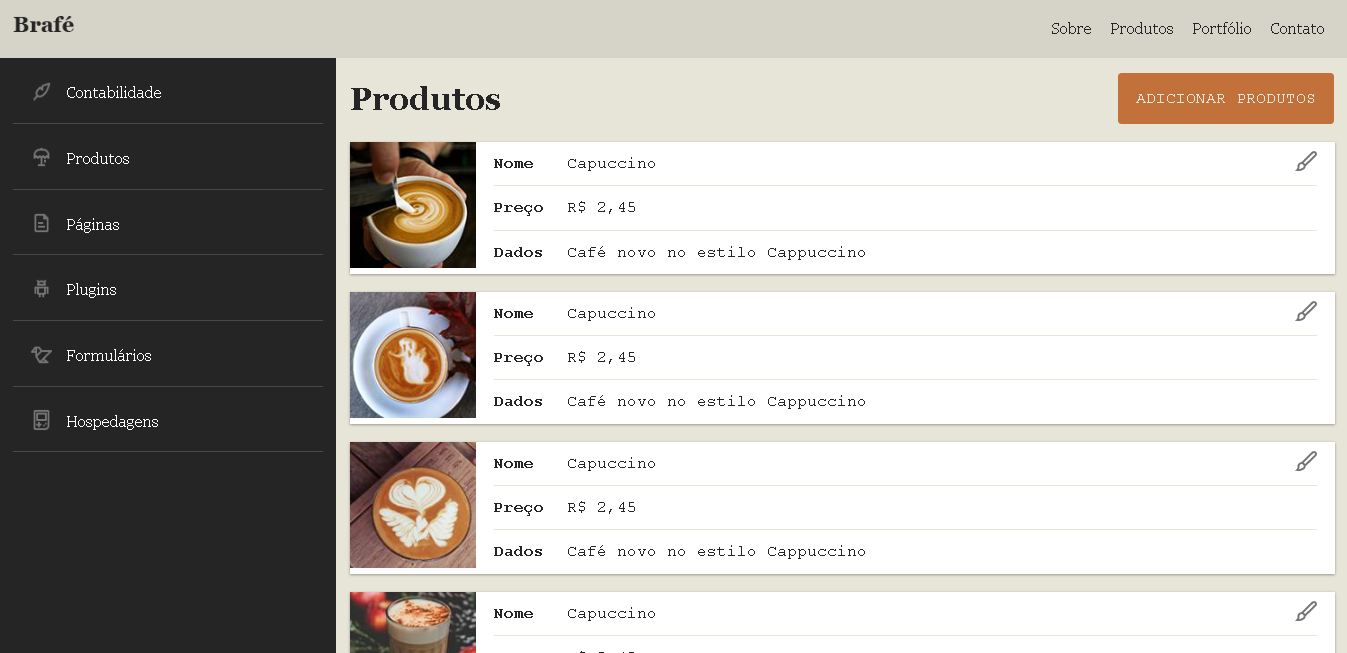 Brafé
Sobre Produtos Portfólio Contato
Contabilidade
Produtos
Páginas
Plugins
Formulários
Hospedagens
Produtos
ADICIONAR PRODUTOS
Nome Capuccino
Preço R$ 2,45
Dados Café novo no estilo Cappuccino
Nome Capuccino
Preço R$ 2,45
Dados Café novo no estilo Cappuccino
Nome Capuccino
Preço R$ 2,45
Dados Café novo no estilo Cappuccino
Nome Capuccino